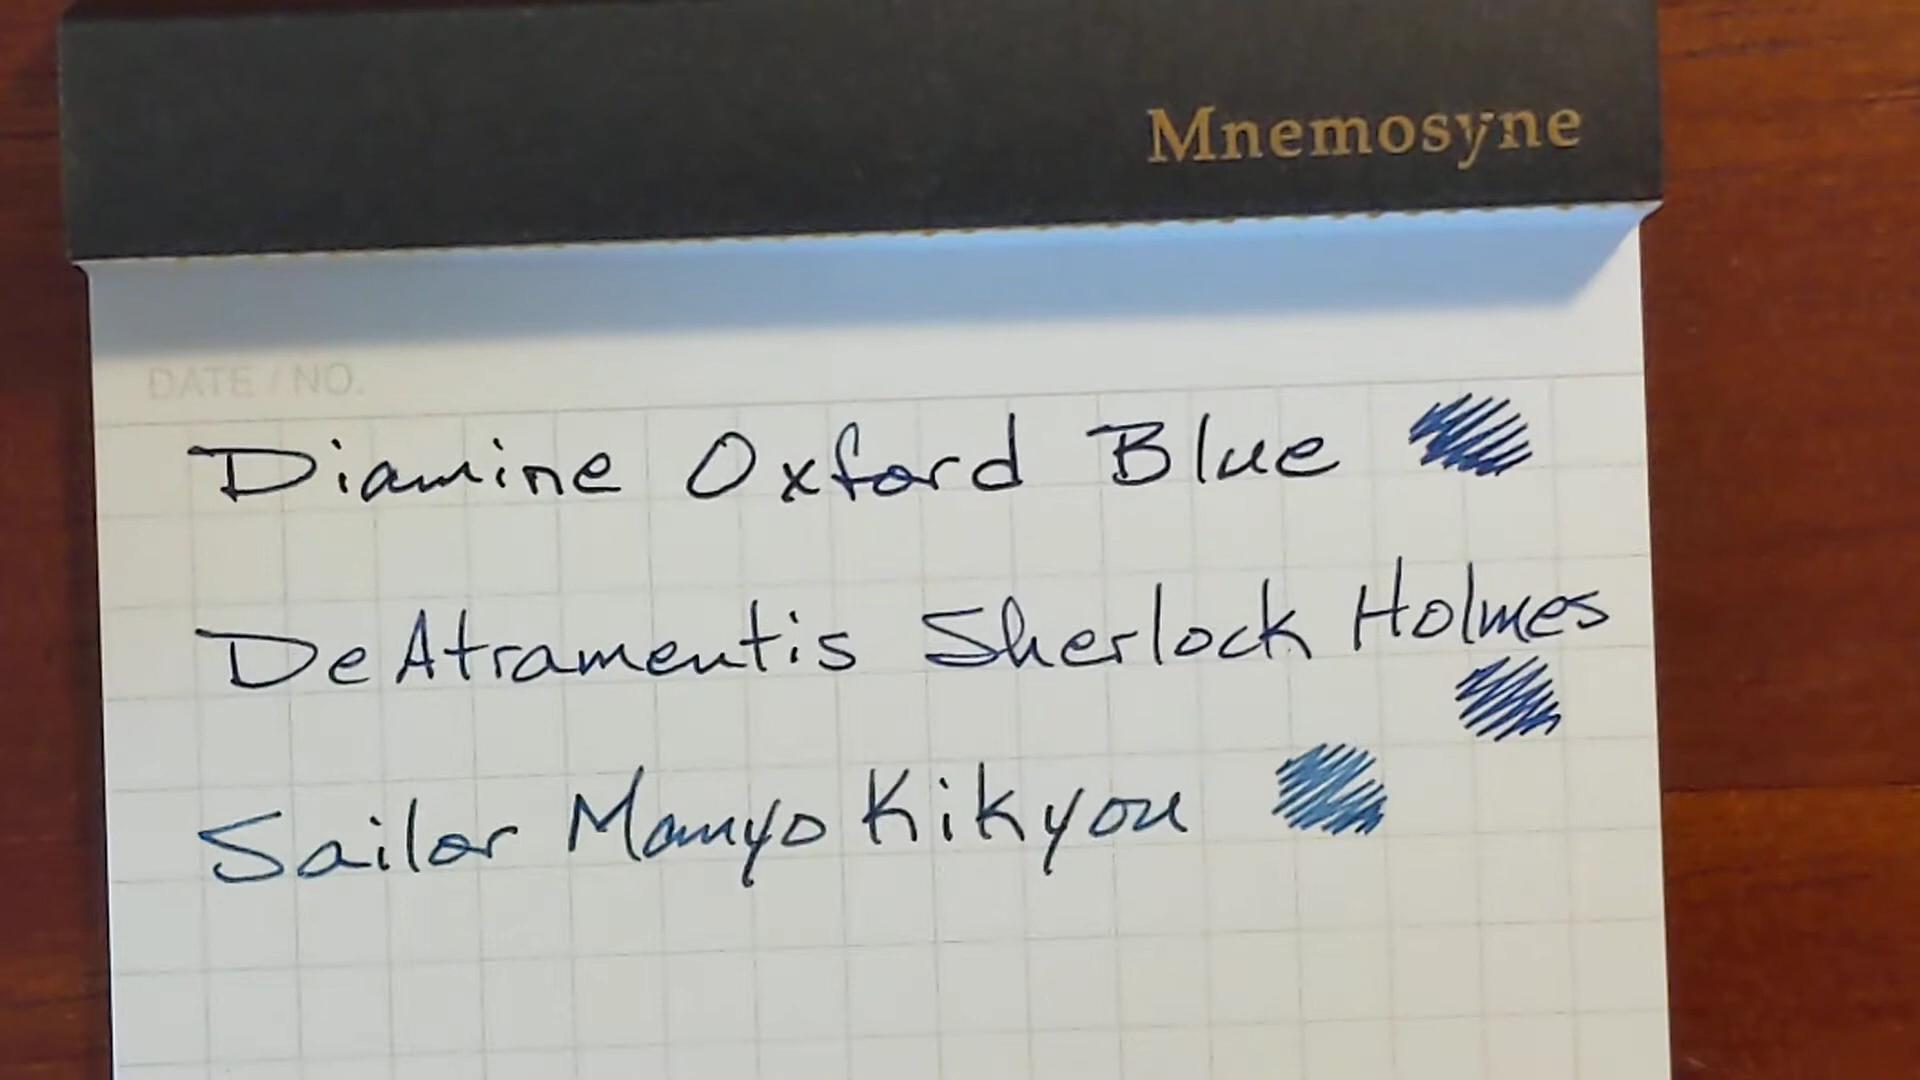 Mnemosyne
DATE / NO.
Diamine Oxford Blue
DeAtramentis Sherlock Holmes
Sailor Manyo Kikyou